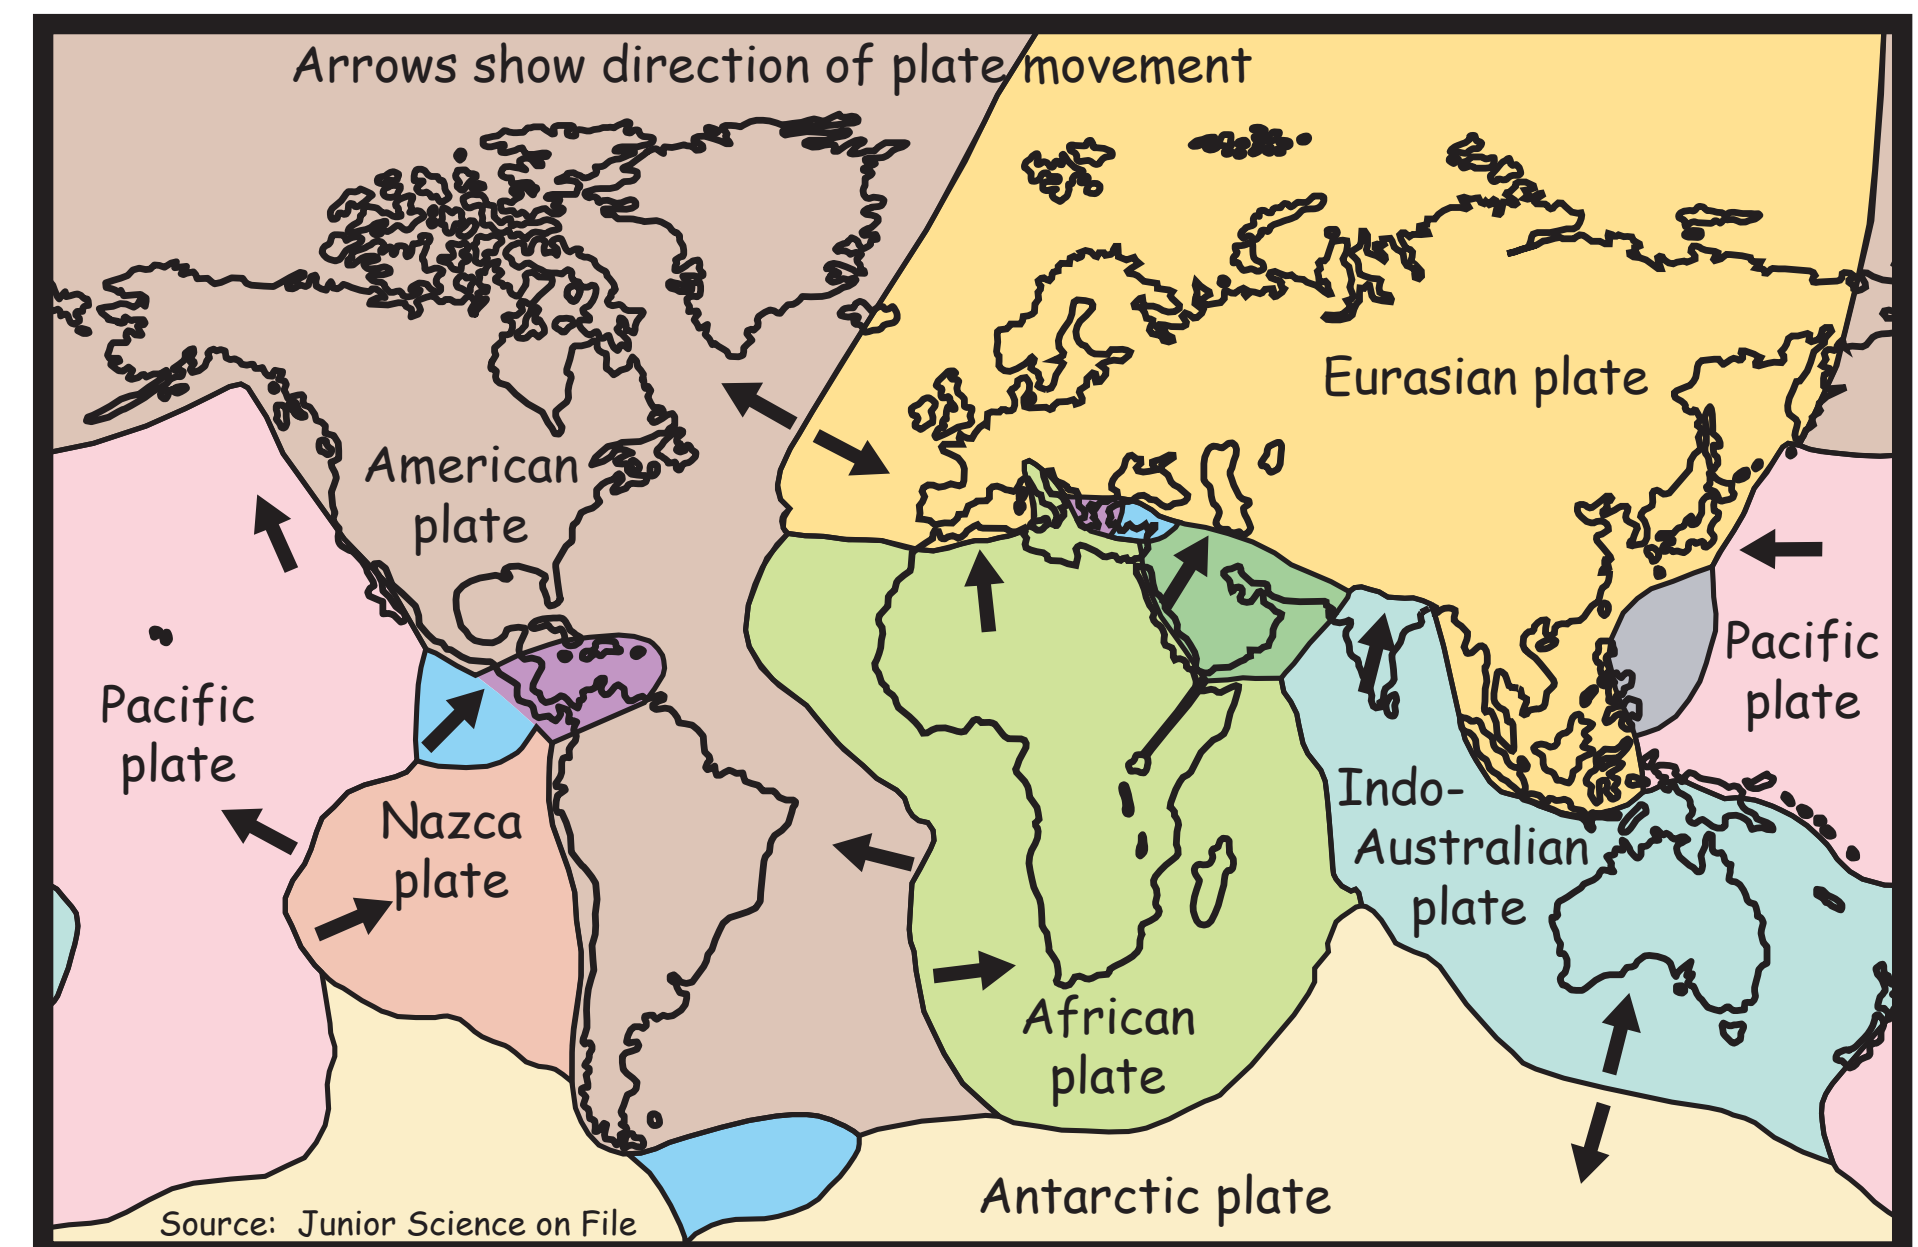 Arrows show direction of plate movement
Eurasian plate
American
plate
Pacific
plate
Pacific
plate
Nazca
plate
Indo-
Australian
plate
African
plate
Antarctic plate
Source: Junior Science on File